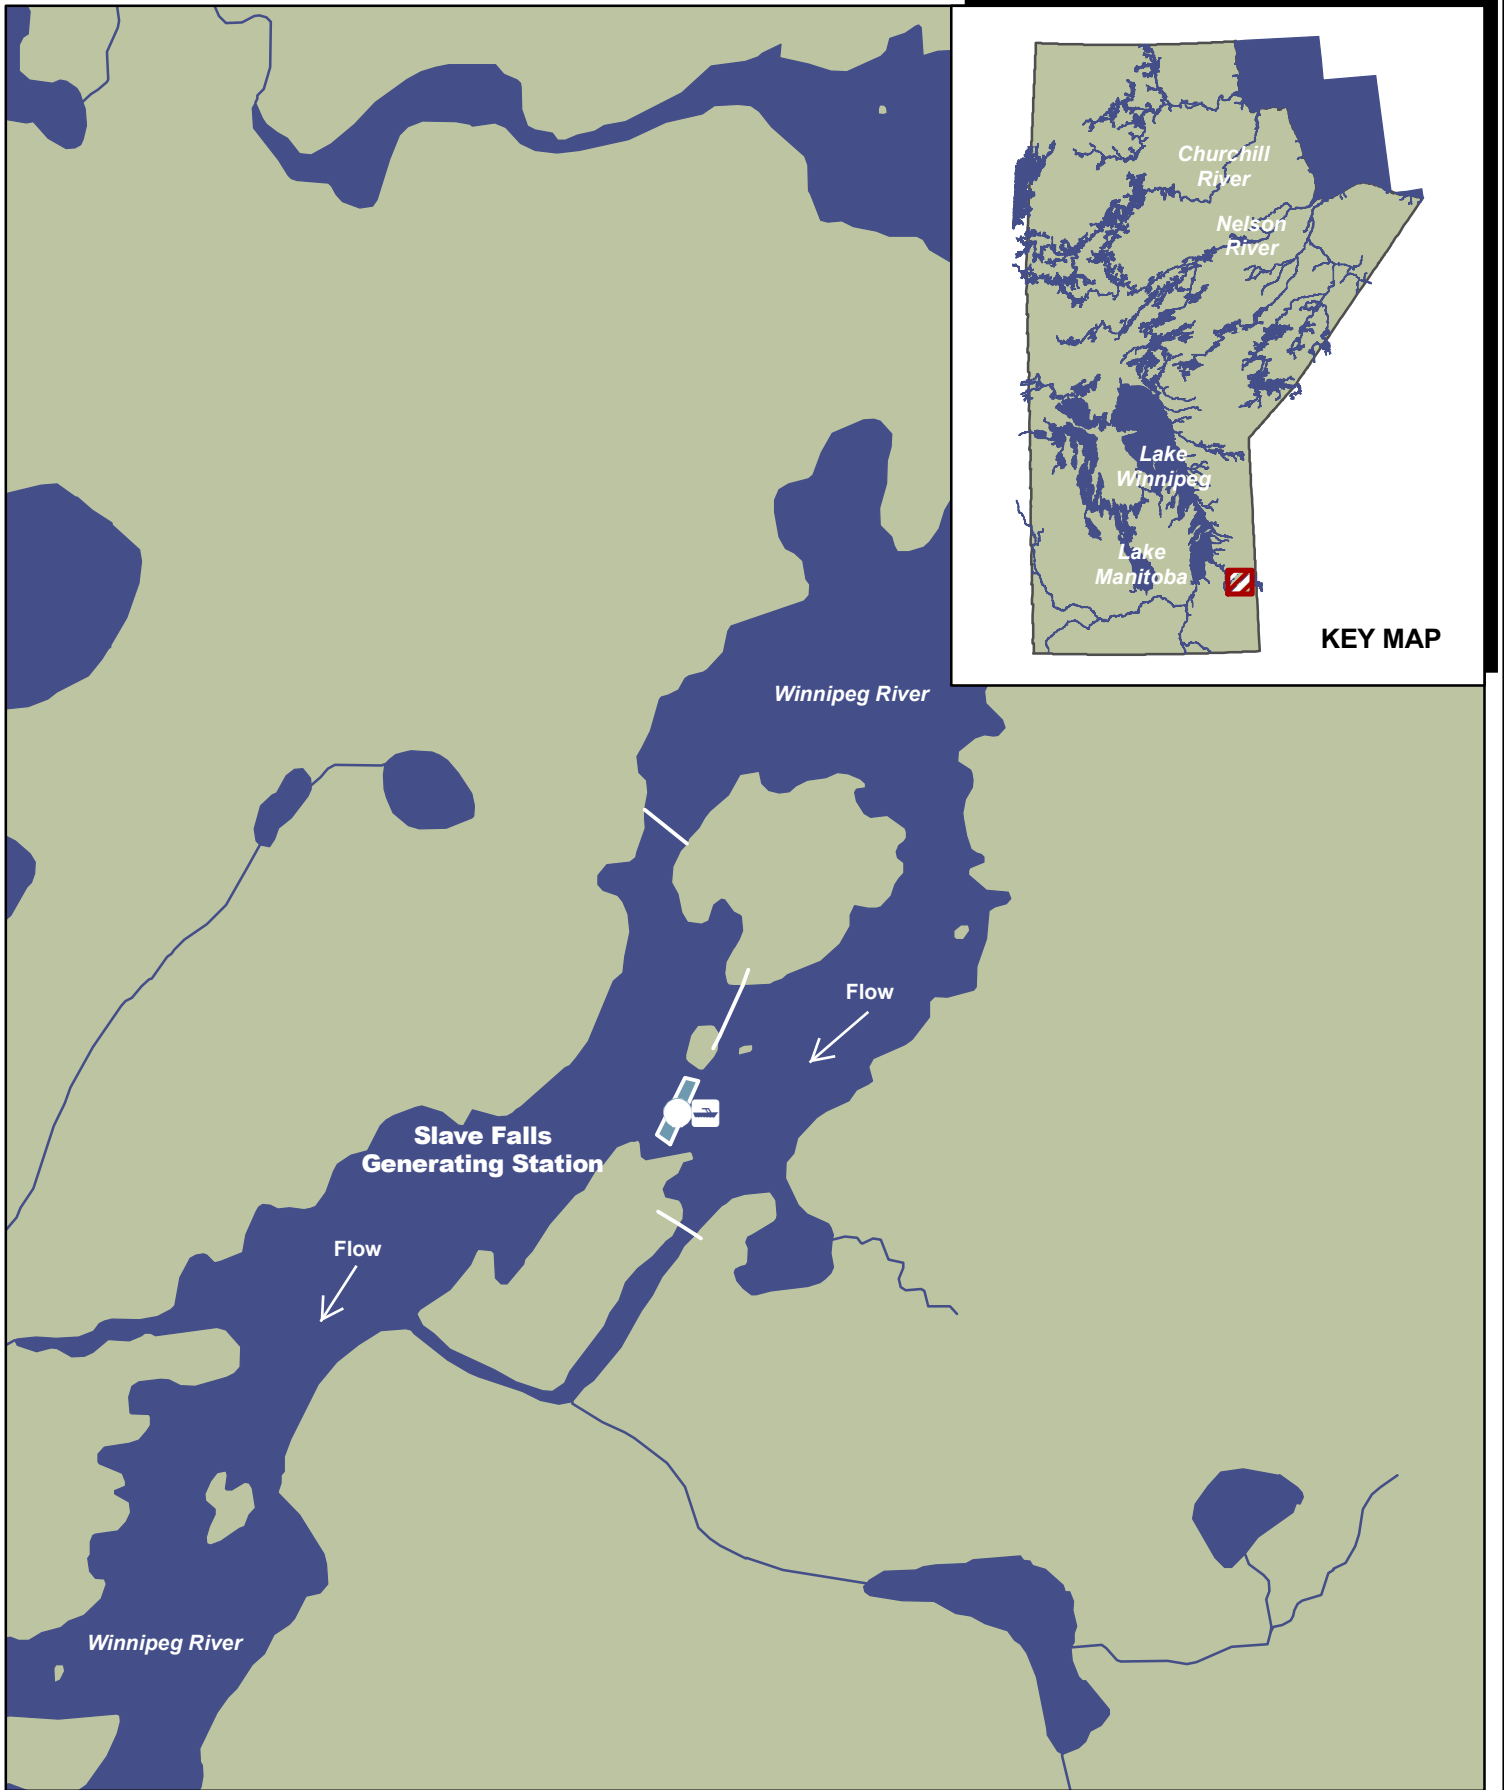 Churchill
River
Nelson
River
Lake
Winnipeg
Lake
Manitoba
KEY MAP
Winnipeg River
Flow
Slave Falls
Generating Station
Flow
Winnipeg River